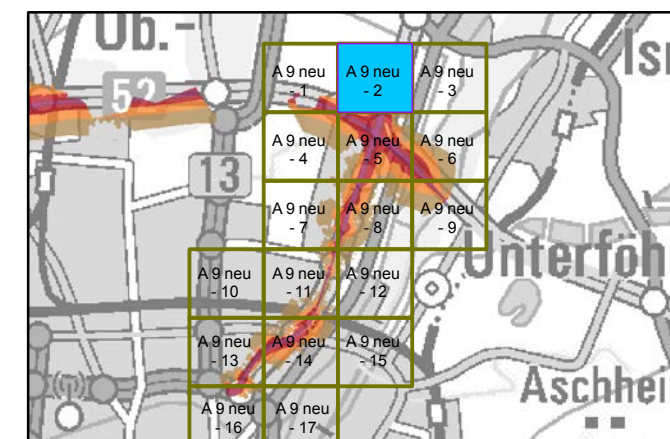 Ob.-
Is
52
13
A 9 neu
- 1
A 9 neu
- 2
A 9 neu
- 3
A 9 neu
- 4
A 9 neu
- 5
A 9 neu
- 6
A 9 neu
- 7
A 9 neu
- 8
A 9 neu
- 9
Unterföh
A 9 neu
- 10
A 9 neu
- 11
A 9 neu
- 12
A 9 neu
- 13
A 9 neu
- 14
A 9 neu
- 15
Aschhei
A 9 neu
- 16
A 9 neu
- 17